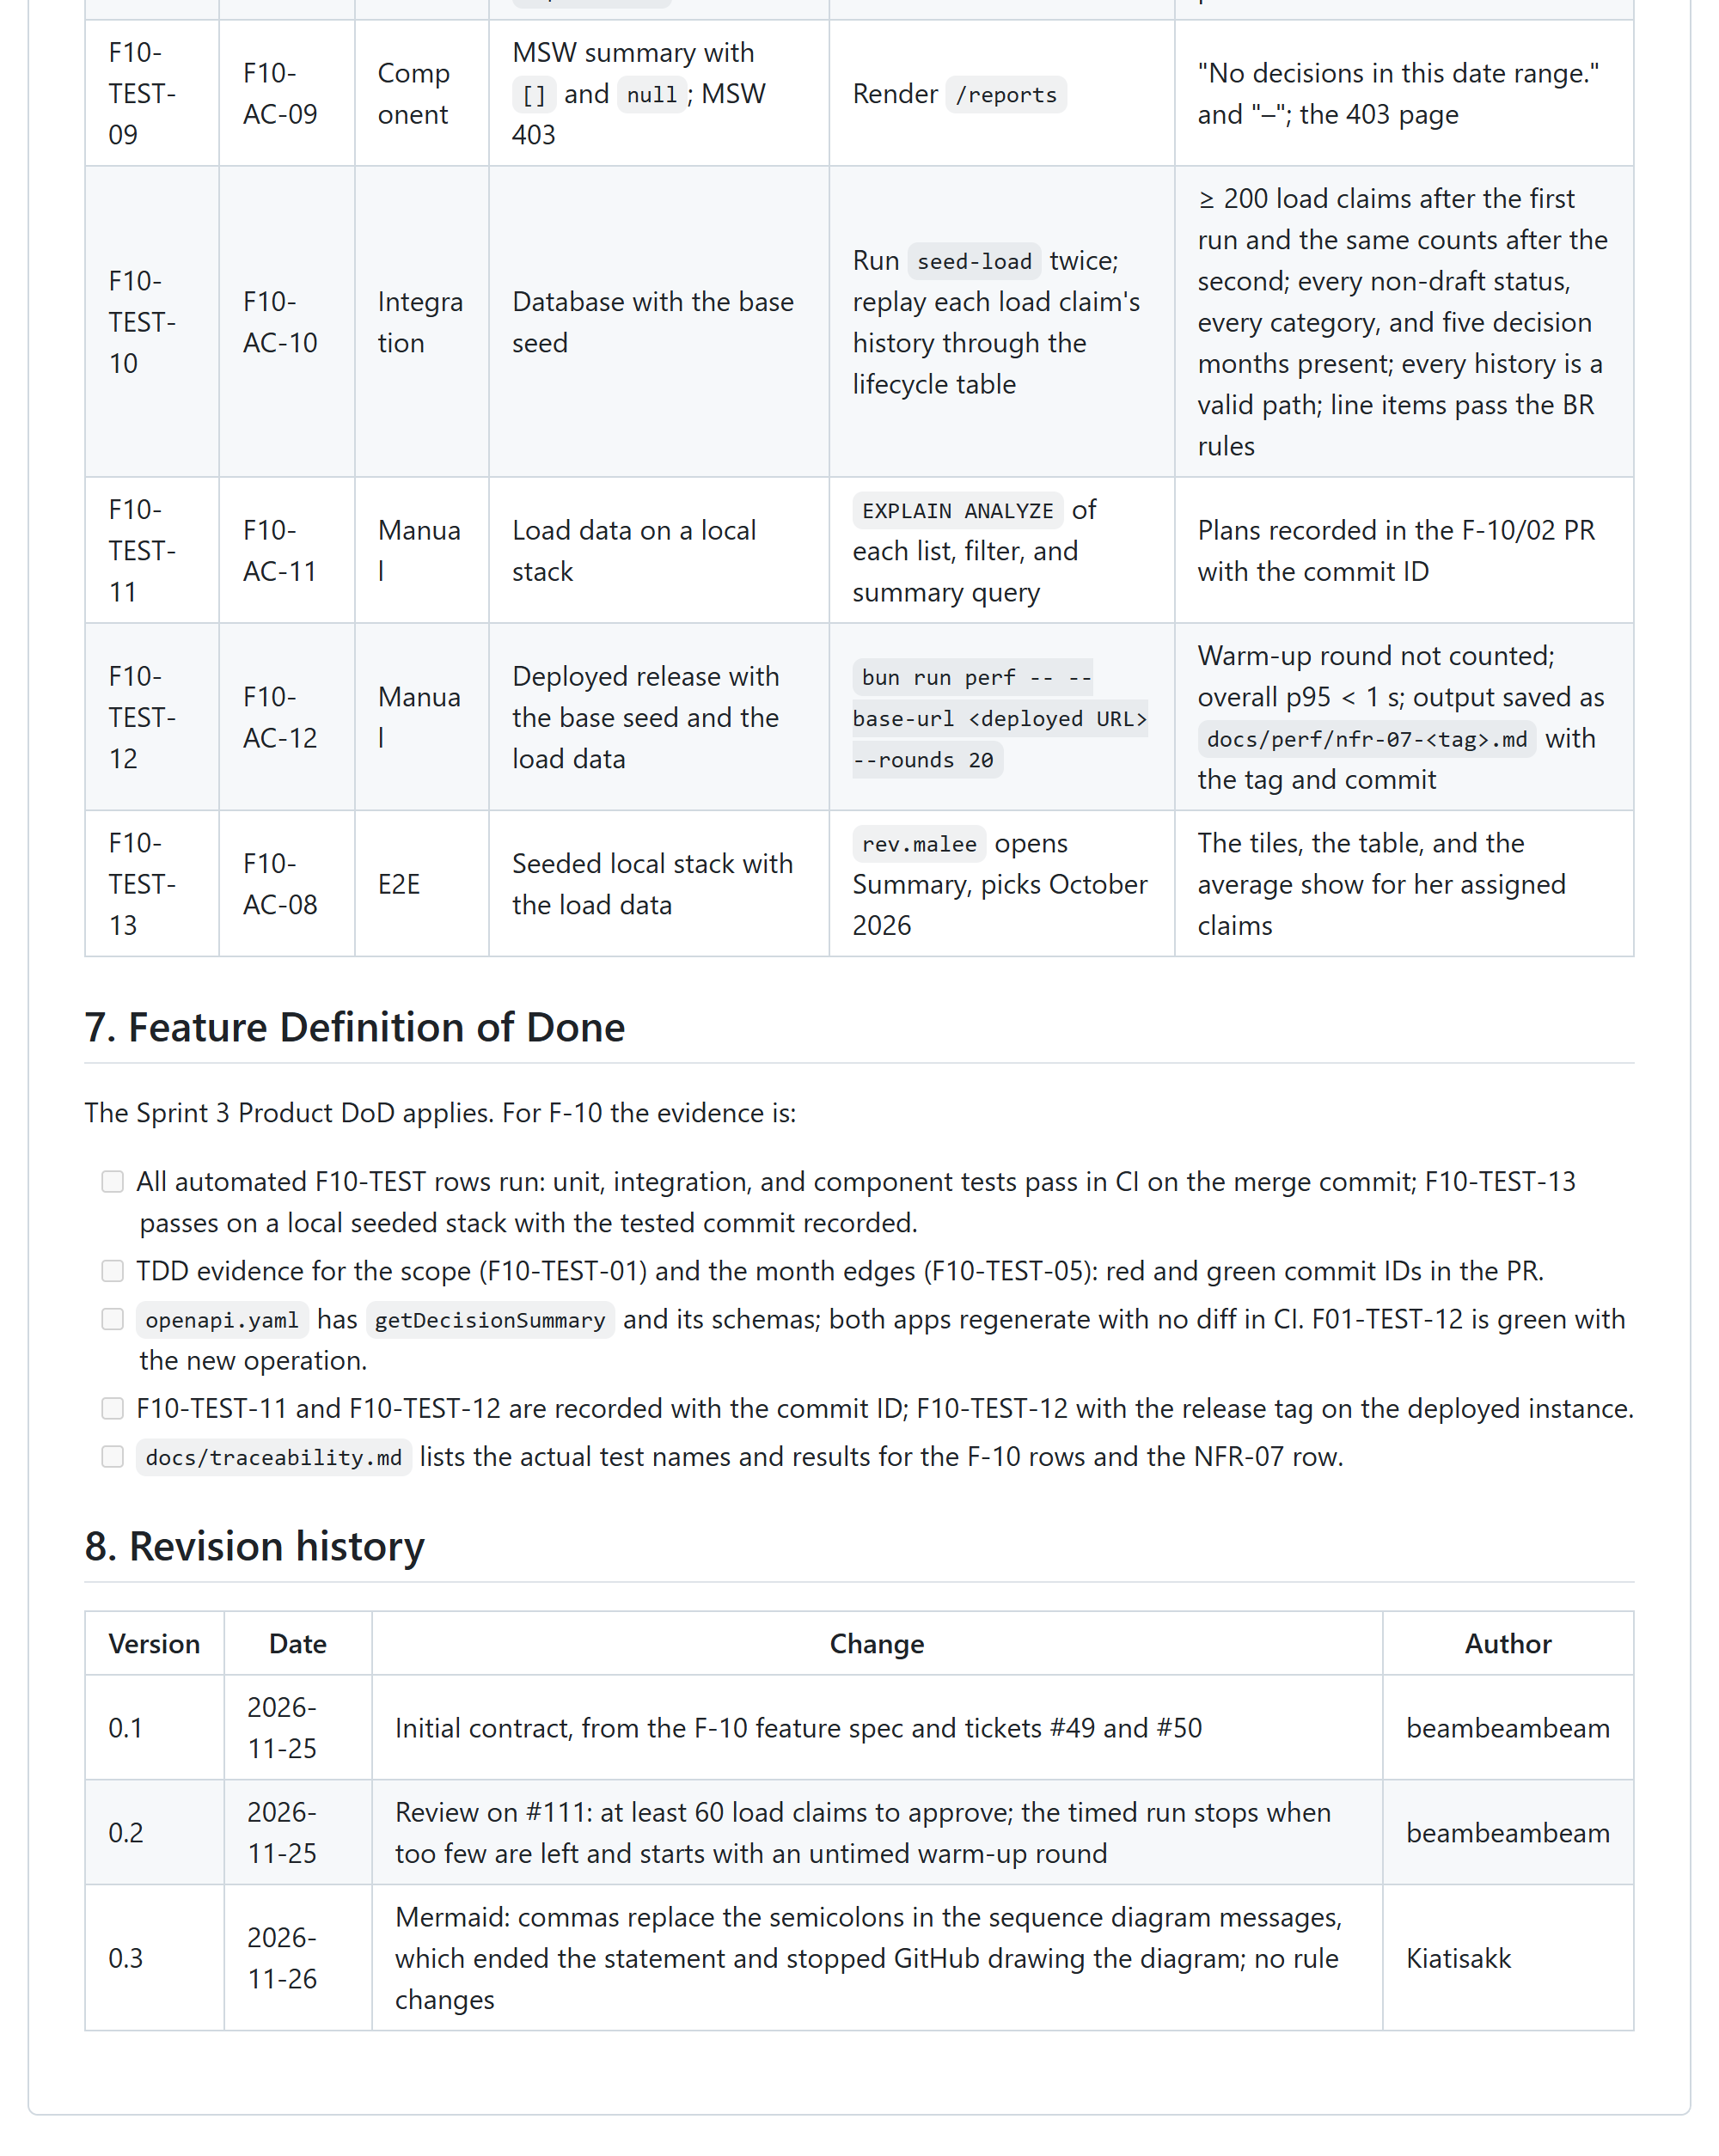 F10-
TEST-
09
F10-
AC-09
Comp
onent
MSW summary with
[] and null; MSW
403
Render /reports
"No decisions in this date range."
and "–"; the 403 page
F10-
TEST-
10
F10-
AC-10
Integra
tion
Database with the base
seed
Run seed-load twice;
replay each load claim's
history through the
lifecycle table
≥ 200 load claims after the first
run and the same counts after the
second; every non-draft status,
every category, and five decision
months present; every history is a
valid path; line items pass the BR
rules
F10-
TEST-
11
F10-
AC-11
Manua
l
Load data on a local
stack
EXPLAIN ANALYZE of
each list, filter, and
summary query
Plans recorded in the F-10/02 PR
with the commit ID
F10-
TEST-
12
F10-
AC-12
Manua
l
Deployed release with
the base seed and the
load data
bun run perf -- --
base-url <deployed URL>
--rounds 20
Warm-up round not counted;
overall p95 < 1 s; output saved as
docs/perf/nfr-07-<tag>.md with
the tag and commit
F10-
TEST-
13
F10-
AC-08
E2E
Seeded local stack with
the load data
rev.malee opens
Summary, picks October
2026
The tiles, the table, and the
average show for her assigned
claims
7. Feature Definition of Done
The Sprint 3 Product DoD applies. For F-10 the evidence is:
All automated F10-TEST rows run: unit, integration, and component tests pass in CI on the merge commit; F10-TEST-13
passes on a local seeded stack with the tested commit recorded.
TDD evidence for the scope (F10-TEST-01) and the month edges (F10-TEST-05): red and green commit IDs in the PR.
openapi.yaml has getDecisionSummary and its schemas; both apps regenerate with no diff in CI. F01-TEST-12 is green with
the new operation.
F10-TEST-11 and F10-TEST-12 are recorded with the commit ID; F10-TEST-12 with the release tag on the deployed instance.
docs/traceability.md lists the actual test names and results for the F-10 rows and the NFR-07 row.
8. Revision history
Version Date Change Author
0.1
2026-
11-25
Initial contract, from the F-10 feature spec and tickets #49 and #50
beambeambeam
0.2
2026-
11-25
Review on #111: at least 60 load claims to approve; the timed run stops when
too few are left and starts with an untimed warm-up round
beambeambeam
0.3
2026-
11-26
Mermaid: commas replace the semicolons in the sequence diagram messages,
which ended the statement and stopped GitHub drawing the diagram; no rule
changes
Kiatisakk